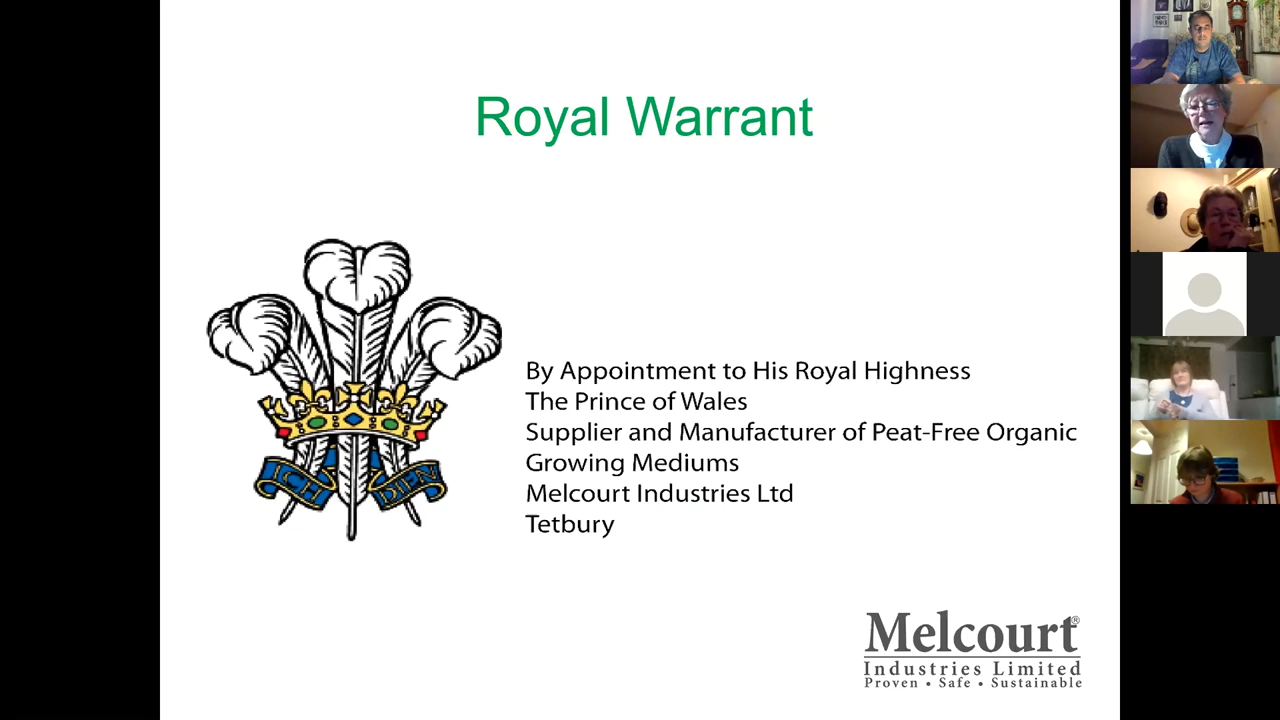 Royal Warrant
ICH DIEN
By Appointment to His Royal Highness
The Prince of Wales
Supplier and Manufacturer of Peat-Free Organic
Growing Mediums
Melcourt Industries Ltd
Tetbury
Melcourt®
Industries Limited
Proven • Safe • Sustainable